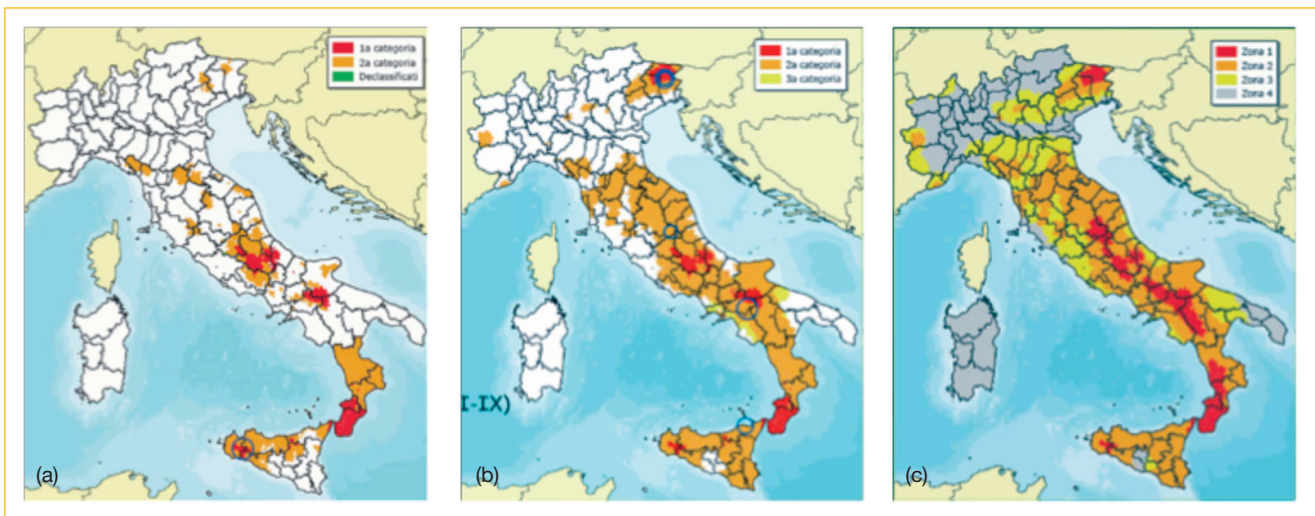 1a categoria
2a categoria
Declassificati
(a)
1a categoria
2a categoria
3a categoria
I-IX)
(b)
Zona 1
Zona 2
Zona 3
Zona 4
(c)